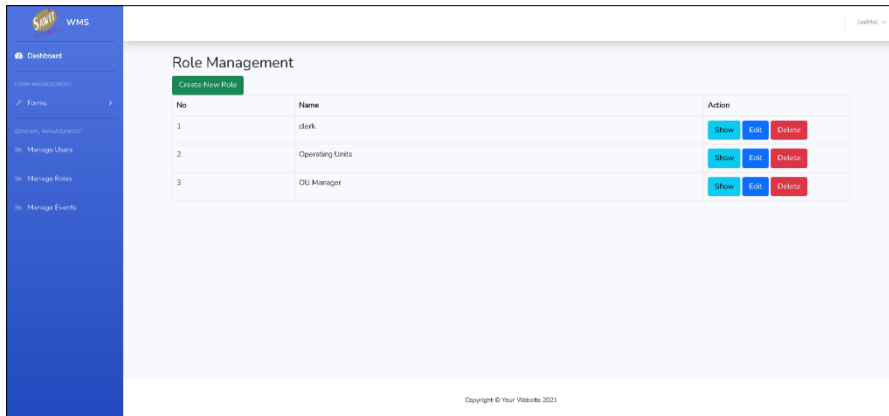 SAWIT
WMS
Dashboard
FORM MANAGEMENT
Forms
GENERAL MANAGEMENT
Manage Users
Manage Roles
Manage Events
Role Management
Create New Role
No Name Action
1 clerk Show Edit Delete
2 Operating Units Show Edit Delete
3 OU Manager Show Edit Delete
Copyright © Your Website 2021